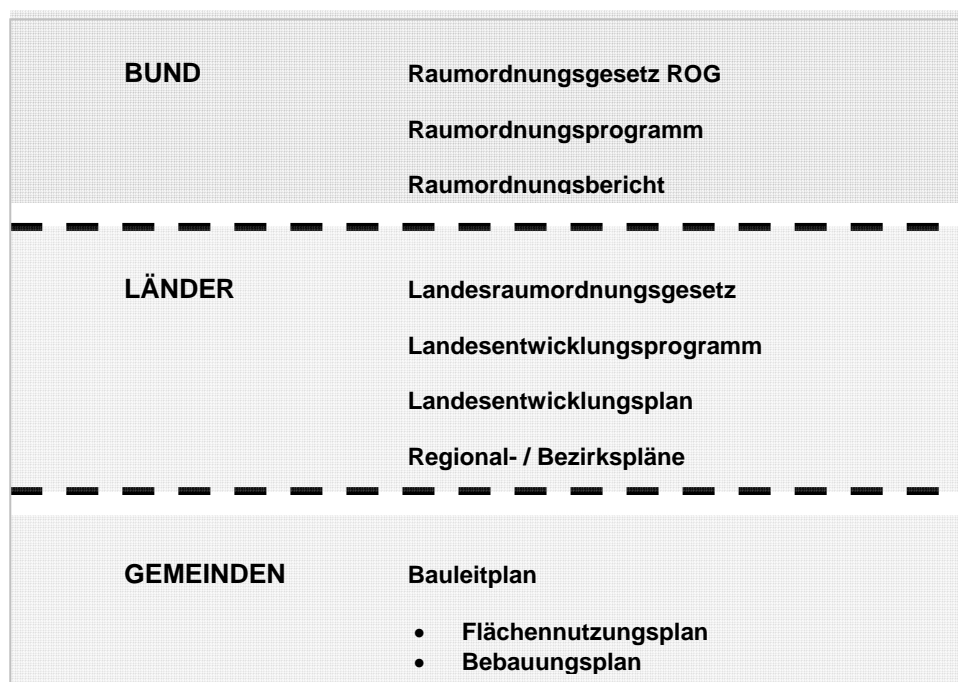 BUND Raumordnungsgesetz ROG
Raumordnungsprogramm
Raumordnungsbericht
LÄNDER Landesraumordnungsgesetz
Landesentwicklungsprogramm
Landesentwicklungsplan
Regional- / Bezirkspläne
GEMEINDEN Bauleitplan
• Flächennutzungsplan
• Bebauungsplan